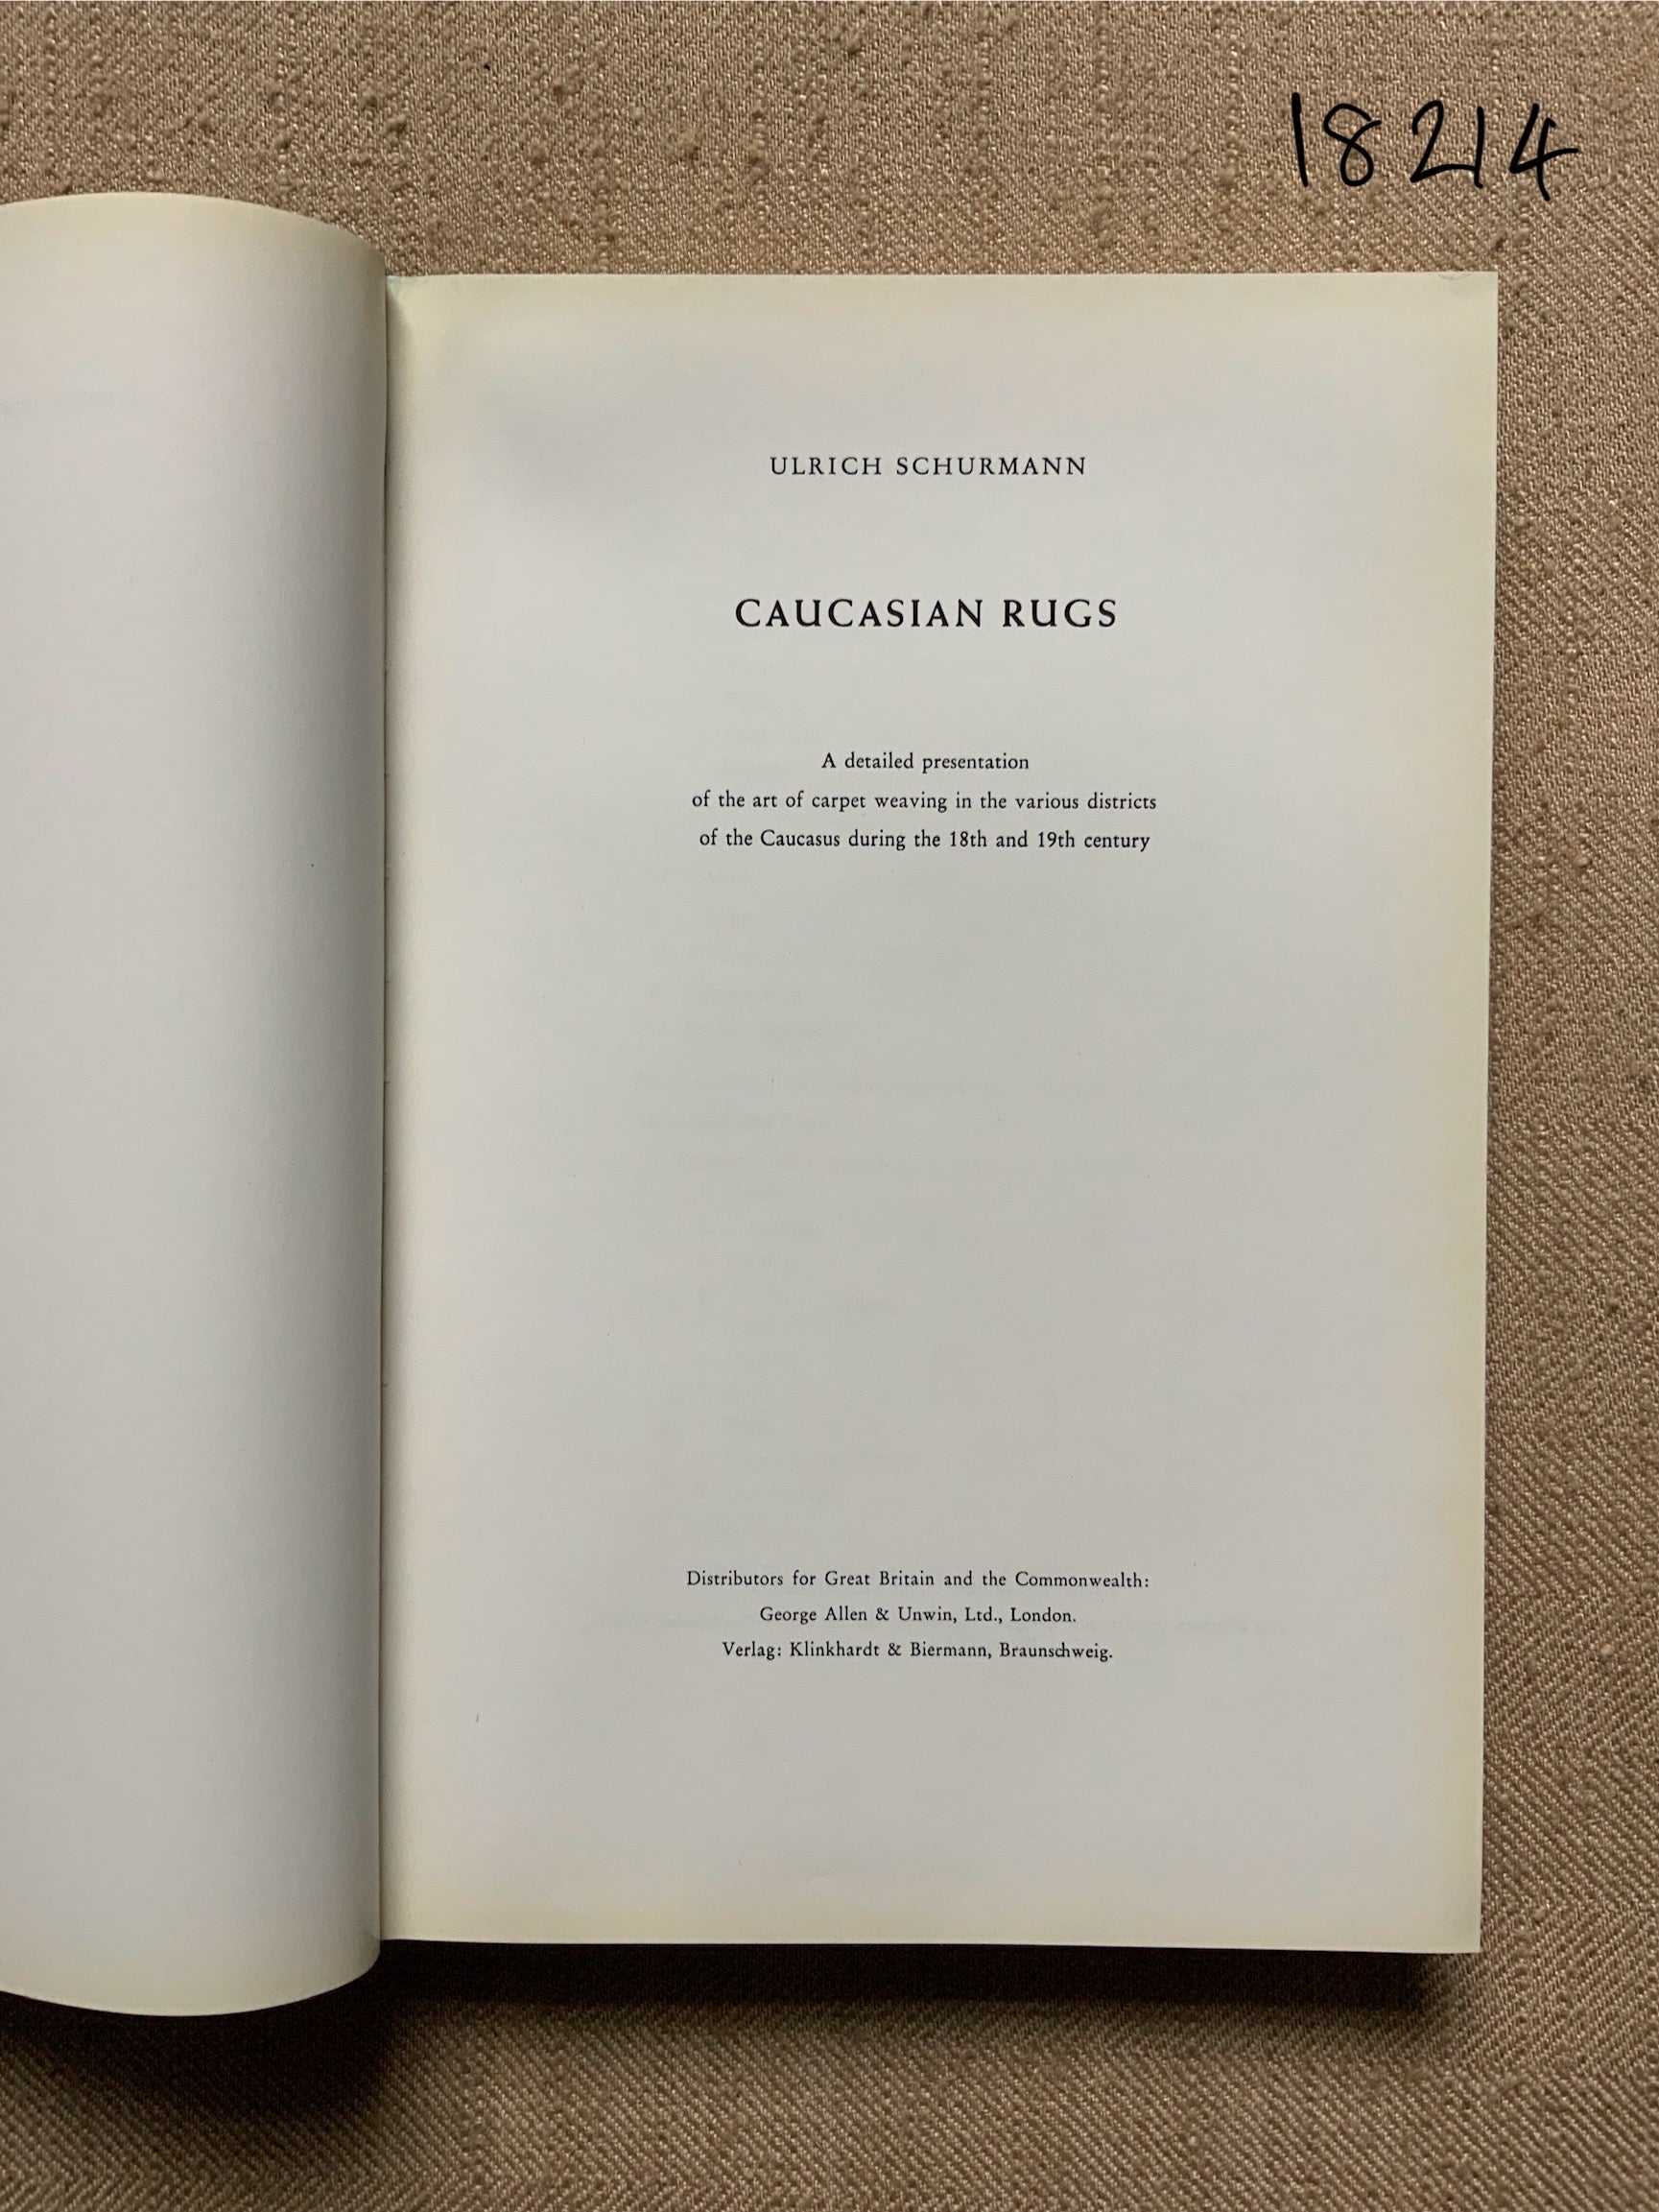 18214
ULRICH SCHURMANN
CAUCASIAN RUGS
A detailed presentation
of the art of carpet weaving in the various districts
of the Caucasus during the 18th and 19th century
Distributors for Great Britain and the Commonwealth:
George Allen & Unwin, Ltd., London.
Verlag: Klinkhardt & Biermann, Braunschweig.